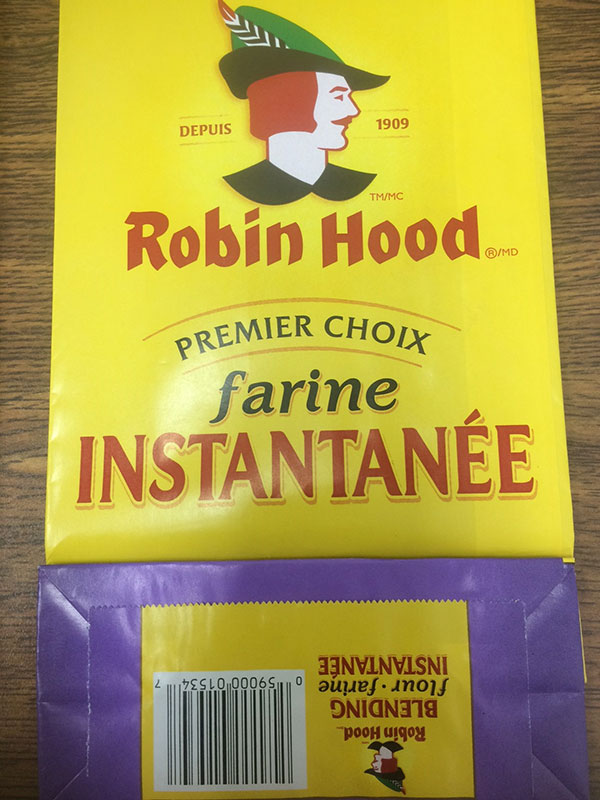 DEPUIS 1909
TM/MC
Robin Hood ®/MD
PREMIER CHOIX
farine
INSTANTANÉE
Robin Hood
BLENDING
flour · farine
INSTANTANÉE
0 59000 01534 7